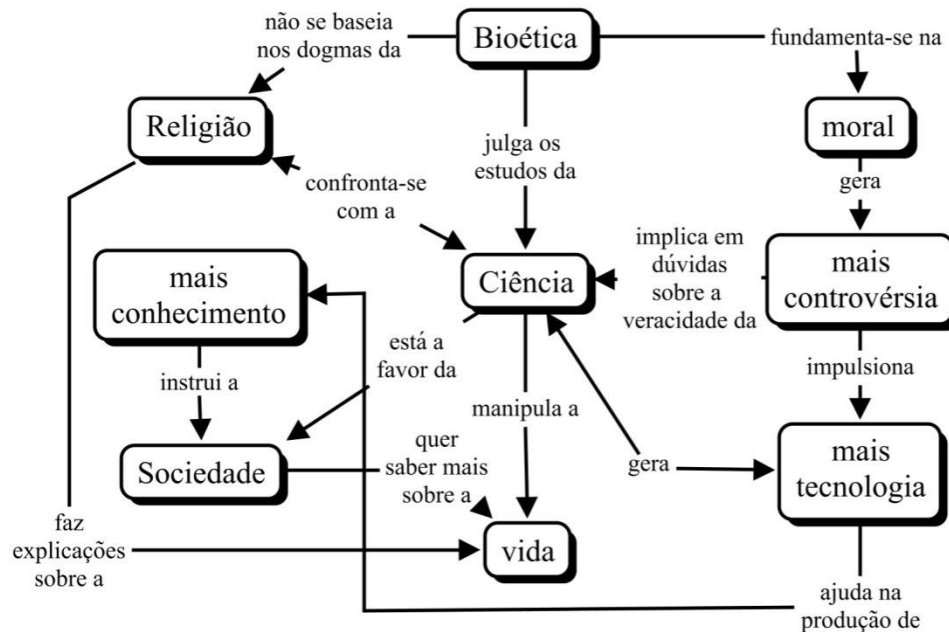 não se baseia
nos dogmas da
Bioética
fundamenta-se na
Religião
moral
julga os
estudos da
gera
confronta-se
com a
implica em
dúvidas
sobre a
veracidade da
mais
controvérsia
Ciência
mais
conhecimento
está a
favor da
impulsiona
instrui a
manipula a
quer
saber mais
sobre a
gera
mais
tecnologia
Sociedade
faz
explicações
sobre a
vida
ajuda na
produção de